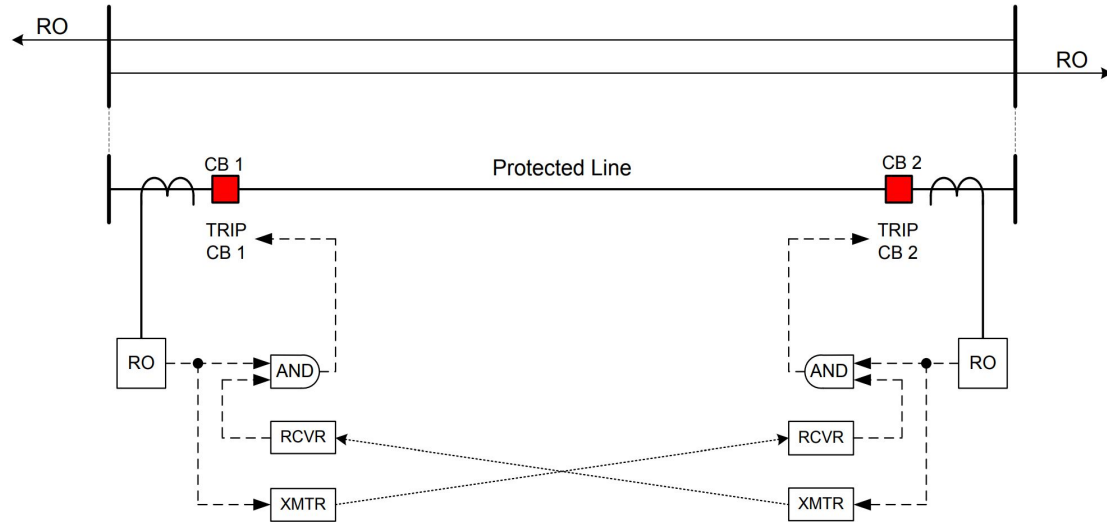 RO
RO
Protected Line
CB 1
CB 2
TRIP
CB 1
TRIP
CB 2
RO
AND
AND
RO
RCVR
RCVR
XMTR
XMTR